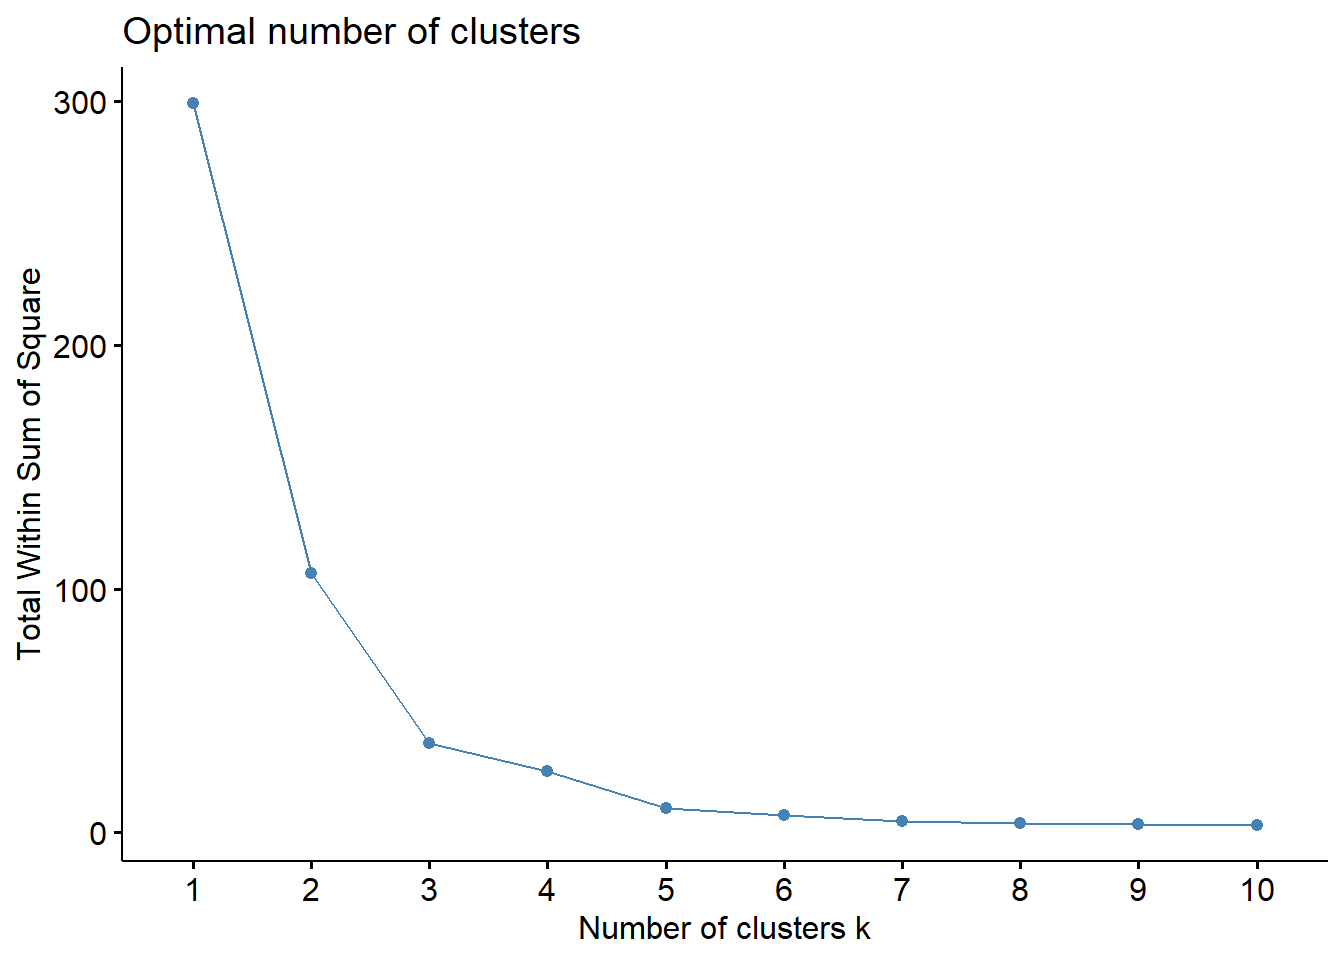 Optimal number of clusters
300
200
100
0
Total Within Sum of Square
1 2 3 4 5 6 7 8 9 10
Number of clusters k